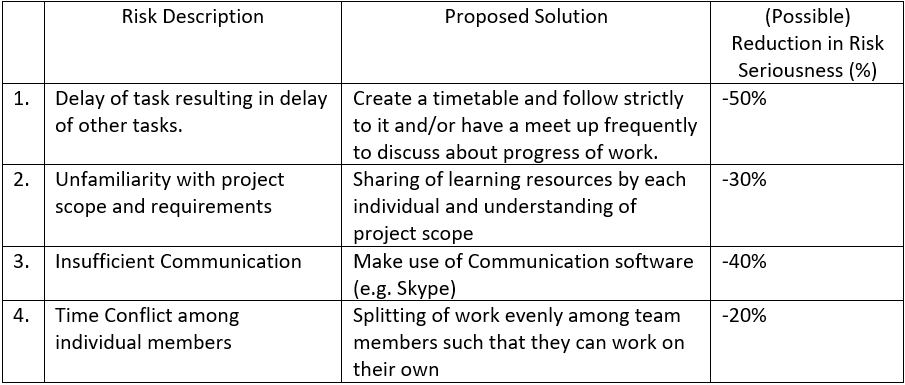 Risk Description
Proposed Solution
(Possible)
Reduction in Risk
Seriousness (%)
1.
Delay of task resulting in delay
of other tasks.
Create a timetable and follow strictly
to it and/or have a meet up frequently
to discuss about progress of work.
-50%
2.
Unfamiliarity with project
scope and requirements
Sharing of learning resources by each
individual and understanding of
project scope
-30%
3.
Insufficient Communication
Make use of Communication software
(e.g. Skype)
-40%
4.
Time Conflict among
individual members
Splitting of work evenly among team
members such that they can work on
their own
-20%